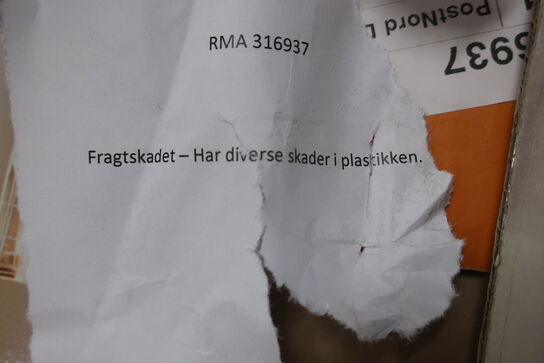 RMA 316937
Fragtskadet – Har diverse skader i plastikken.
PostNord
6937